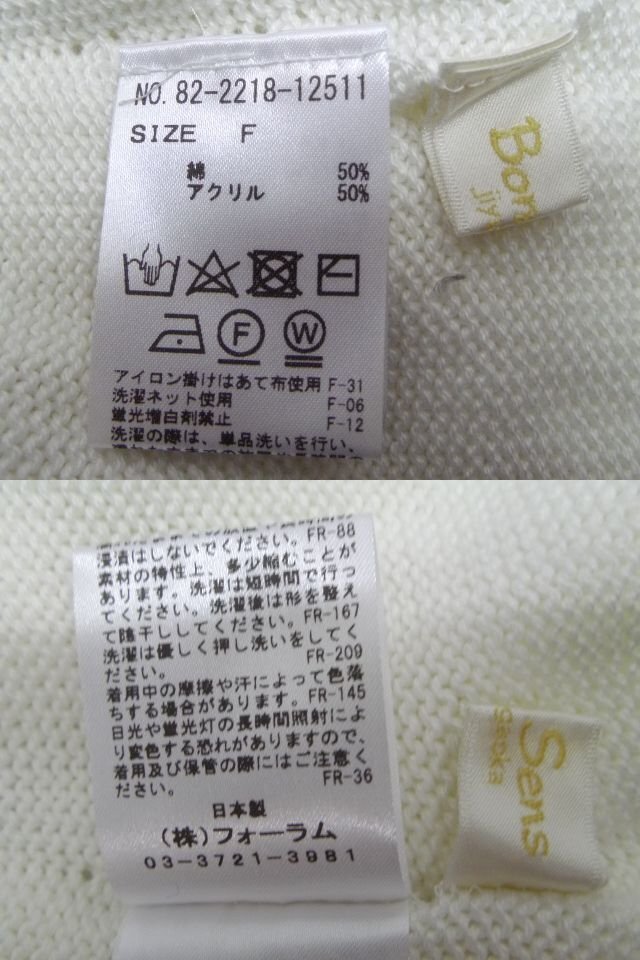 NO. 82-2218-12511
SIZE F
綿 50%
アクリル 50%
F
W
アイロン掛けはあて布使用 F-31
洗濯ネット使用 F-06
蛍光増白剤禁止 F-12
洗濯の際は、単品洗いを行い、
Bor
浸漬はしないでください。 FR-88
素材の特性上、多少縮むことが
あります。洗濯は短時間で行っ
てください。洗濯後は形を整え
て陰干ししてください。 FR-167
洗濯は優しく押し洗いをしてく
ださい。 FR-209
着用中の摩擦や汗によって色落
ちする場合があります。 FR-145
日光や蛍光灯の長時間照射によ
り変色する恐れがありますので、
着用及び保管の際にはご注意く
ださい。 FR-36
日本製
(株)フォーラム
03-3721-3981
Sens